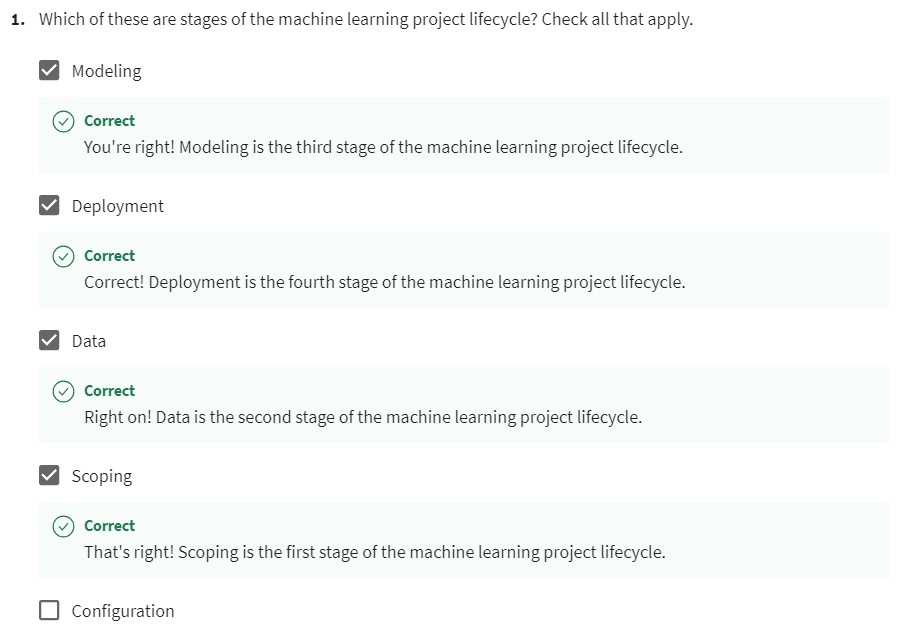 1. Which of these are stages of the machine learning project lifecycle? Check all that apply.
Modeling
Correct
You're right! Modeling is the third stage of the machine learning project lifecycle.
Deployment
Correct
Correct! Deployment is the fourth stage of the machine learning project lifecycle.
Data
Correct
Right on! Data is the second stage of the machine learning project lifecycle.
Scoping
Correct
That's right! Scoping is the first stage of the machine learning project lifecycle.
Configuration